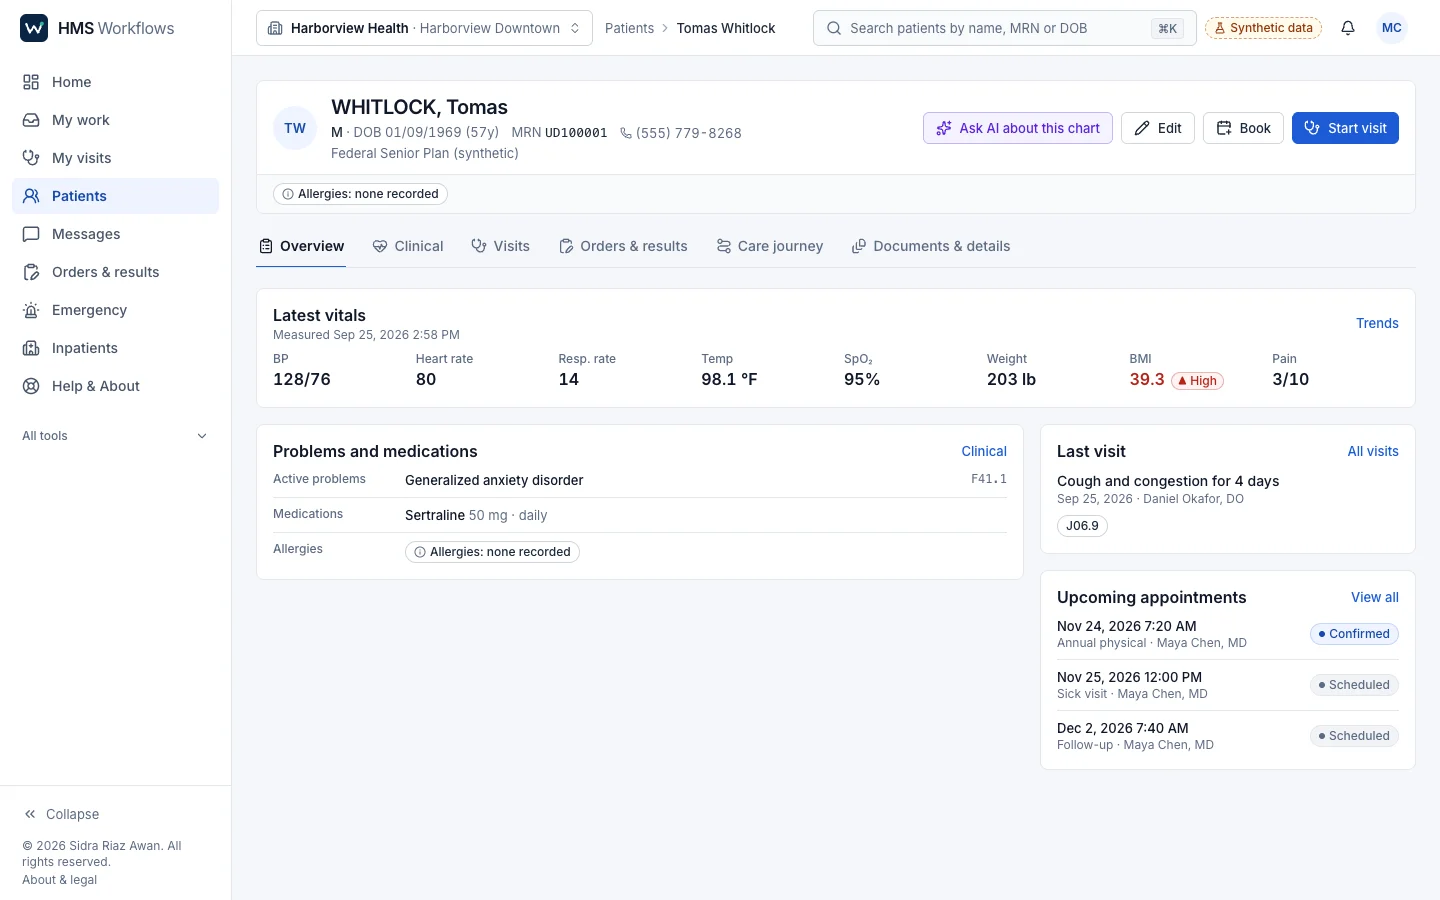 HMS Workflows
Harborview Health · Harborview Downtown
Patients > Tomas Whitlock
Search patients by name, MRN or DOB
⌘K
Synthetic data
MC
Home
My work
My visits
Patients
Messages
Orders & results
Emergency
Inpatients
Help & About
All tools
Collapse
© 2026 Sidra Riaz Awan. All
rights reserved.
About & legal
TW
WHITLOCK, Tomas
M · DOB 01/09/1969 (57y) MRN UD100001 (555) 779-8268
Federal Senior Plan (synthetic)
Ask AI about this chart
Edit
Book
Start visit
Allergies: none recorded
Overview
Clinical
Visits
Orders & results
Care journey
Documents & details
Latest vitals
Measured Sep 25, 2026 2:58 PM
Trends
BP
128/76
Heart rate
80
Resp. rate
14
Temp
98.1 °F
SpO₂
95%
Weight
203 lb
BMI
39.3 High
Pain
3/10
Problems and medications
Clinical
Active problems
Generalized anxiety disorder
F41.1
Medications
Sertraline 50 mg · daily
Allergies
Allergies: none recorded
Last visit
All visits
Cough and congestion for 4 days
Sep 25, 2026 · Daniel Okafor, DO
J06.9
Upcoming appointments
View all
Nov 24, 2026 7:20 AM
Annual physical · Maya Chen, MD
Confirmed
Nov 25, 2026 12:00 PM
Sick visit · Maya Chen, MD
Scheduled
Dec 2, 2026 7:40 AM
Follow-up · Maya Chen, MD
Scheduled